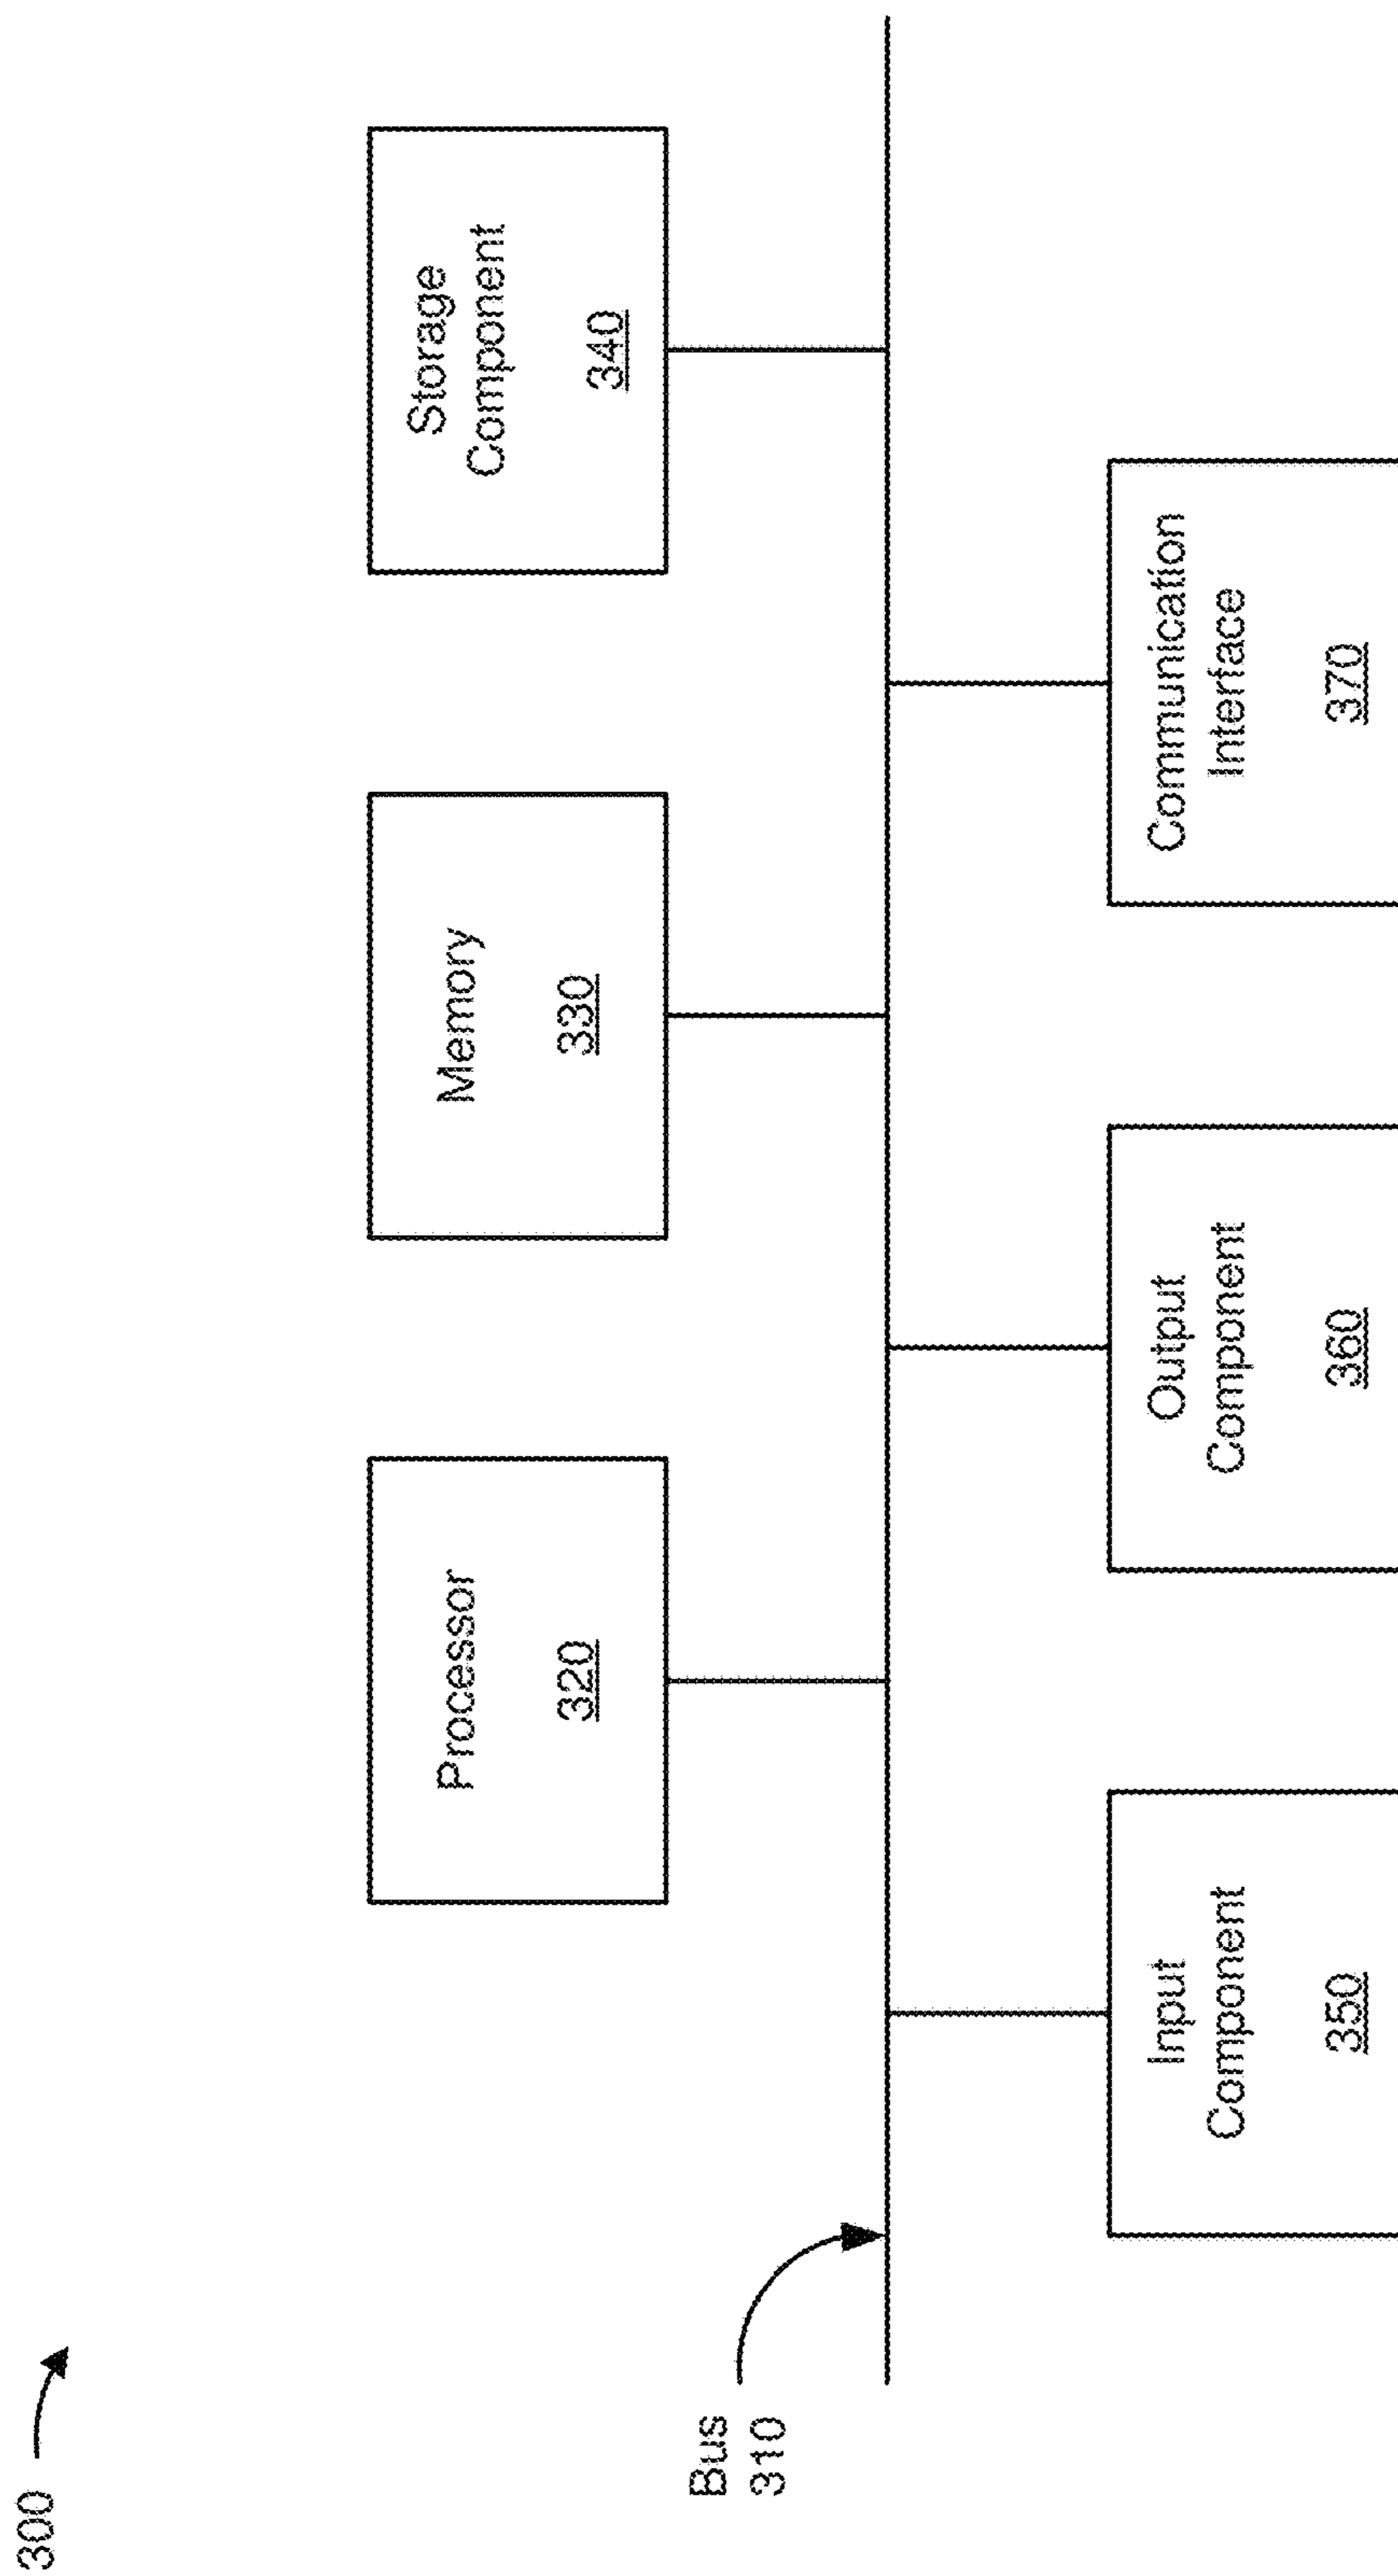 300
Processor
320
Memory
330
Storage
Component
340
Bus
310
Input
Component
350
Output
Component
360
Communication
Interface
370